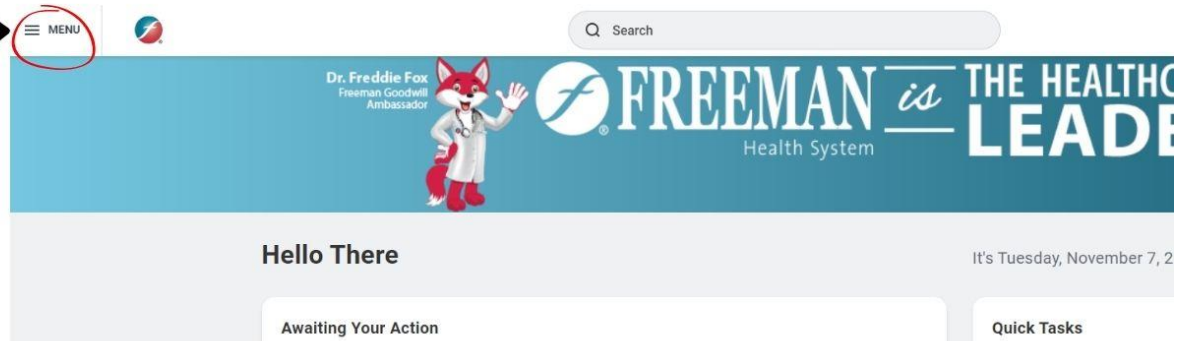 MENU
Search
Dr. Freddie Fox
Freeman Goodwill
Ambassador
FREEMAN is
Health System
THE HEALTHC
LEADE
Hello There
It's Tuesday, November 7, 2
Awaiting Your Action
Quick Tasks